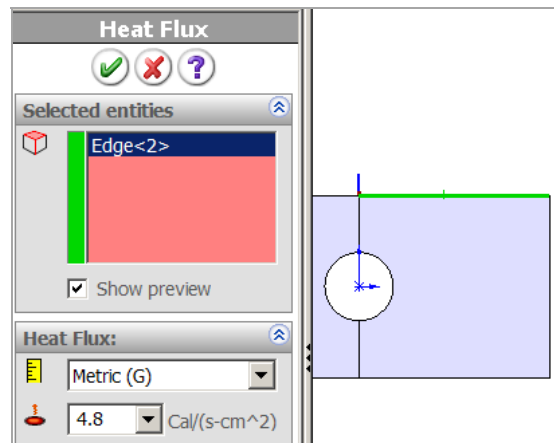 Heat Flux
?
Selected entities
Edge<2>
Show preview
Heat Flux:
Metric (G)
4.8 Cal/(s-cm^2)